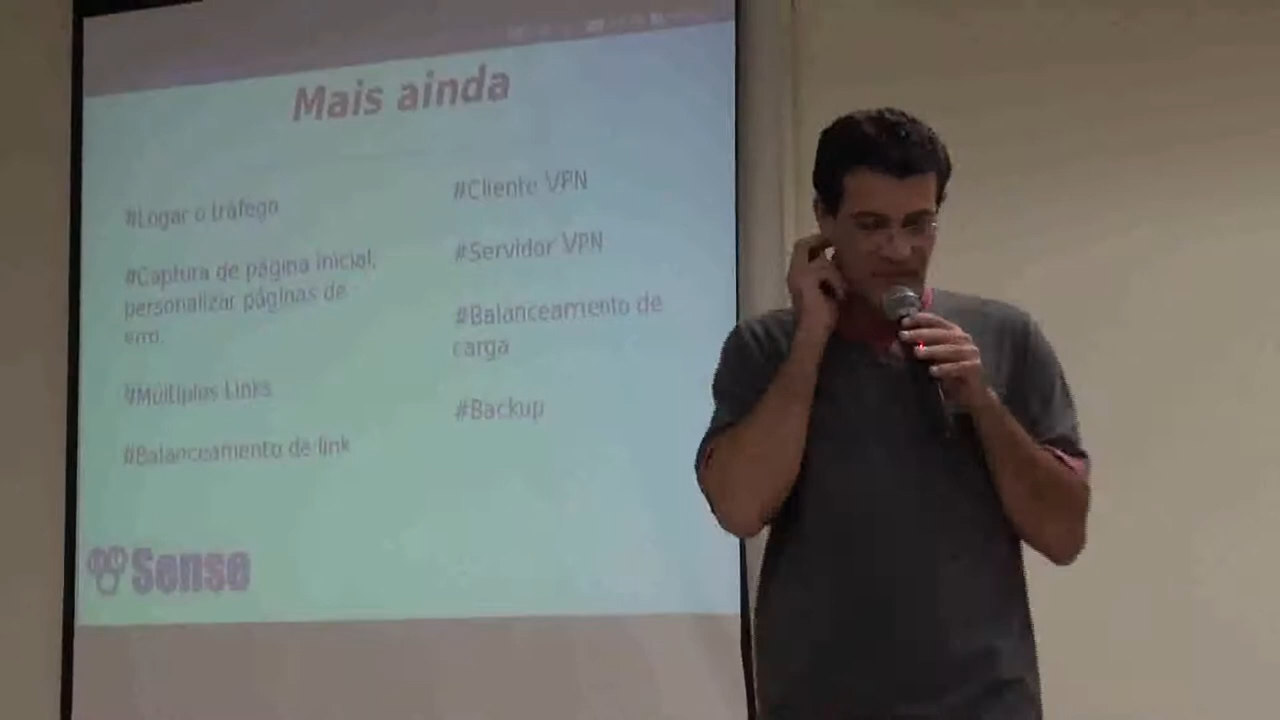 Mais ainda
#Logar o tráfego
#Captura de página inicial,
personalizar páginas de
erro.
#Múltiplos Links
#Balanceamento de link
#Cliente VPN
#Servidor VPN
#Balanceamento de
carga
#Backup
Sense